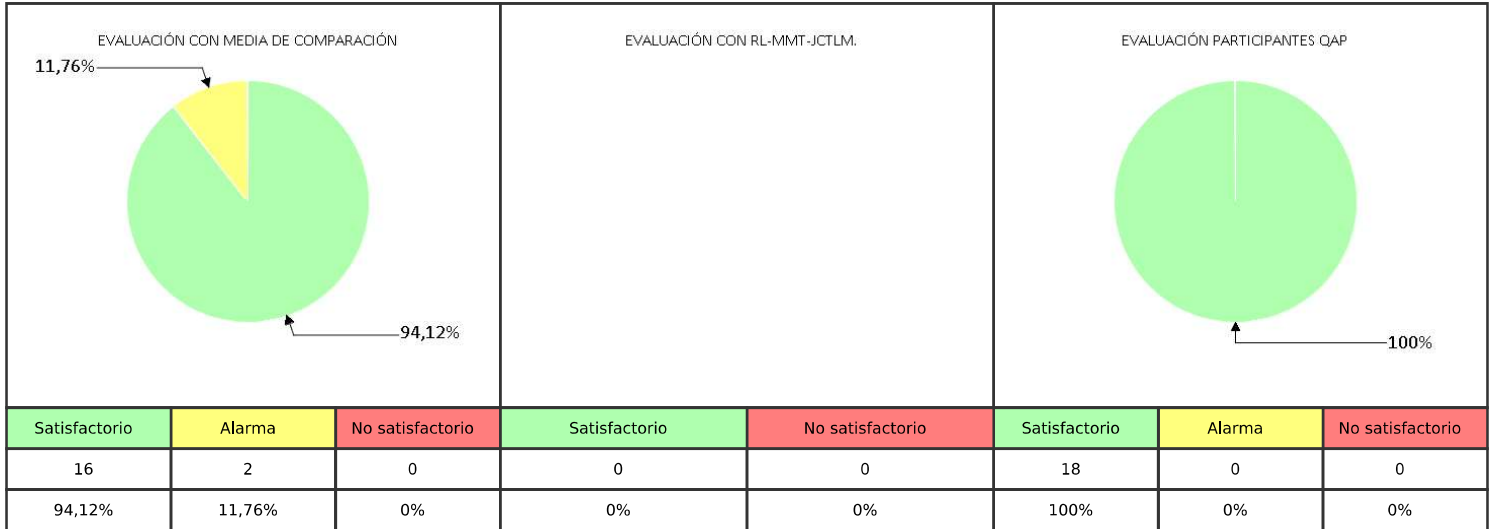 EVALUACIÓN CON MEDIA DE COMPARACIÓN
11,76%
94,12%
EVALUACIÓN CON RL-MMT-JCTLM.
EVALUACIÓN PARTICIPANTES QAP
100%
Satisfactorio Alarma No satisfactorio Satisfactorio No satisfactorio Satisfactorio Alarma No satisfactorio
16 2 0 0 0 18 0 0
94,12% 11,76% 0% 0% 0% 100% 0% 0%